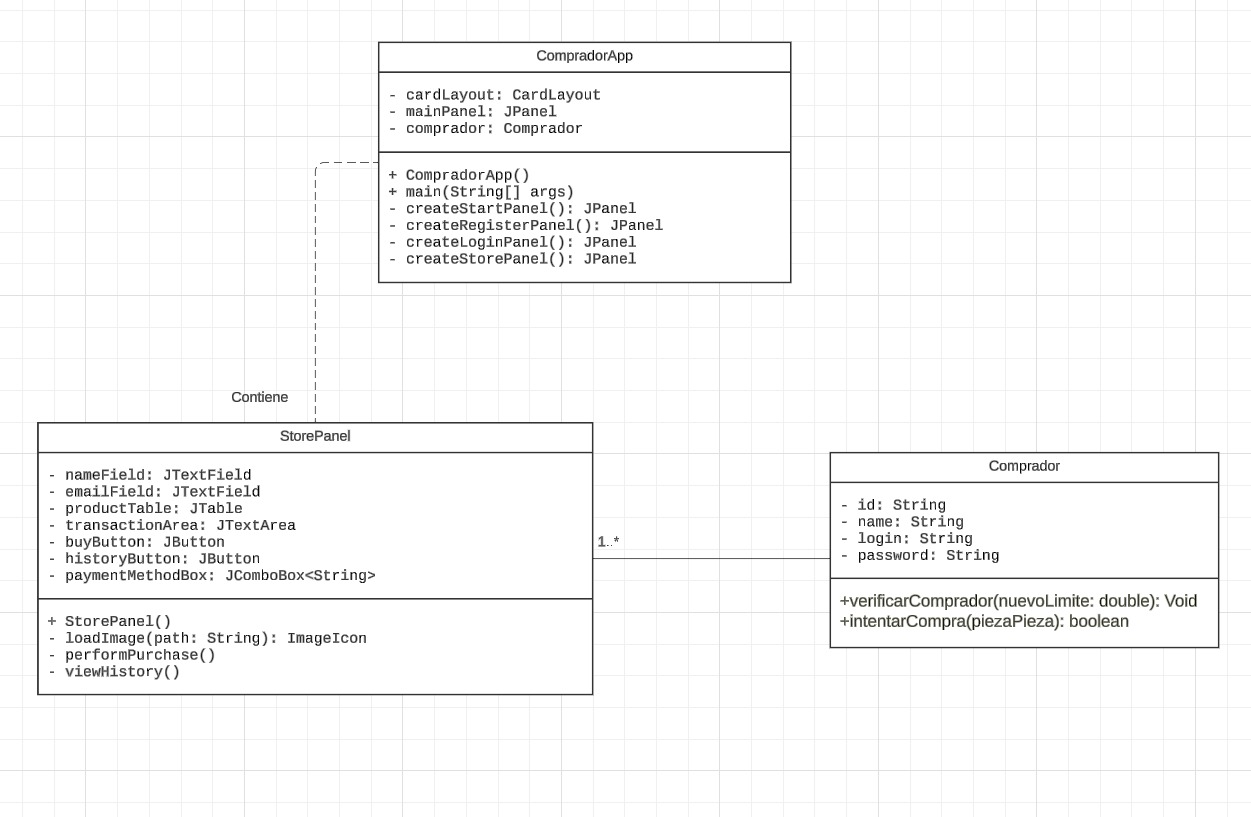 CompradorApp
- cardLayout: CardLayout
- mainPanel: JPanel
- comprador: Comprador
+ CompradorApp()
+ main(String[] args)
- createStartPanel(): JPanel
- createRegisterPanel(): JPanel
- createLoginPanel(): JPanel
- createStorePanel(): JPanel
Contiene
StorePanel
- nameField: JTextField
- emailField: JTextField
- productTable: JTable
- transactionArea: JTextArea
- buyButton: JButton
- historyButton: JButton
- paymentMethodBox: JComboBox<String>
+ StorePanel()
- loadImage(path: String): ImageIcon
- performPurchase()
- viewHistory()
1..*
Comprador
- id: String
- name: String
- login: String
- password: String
+verificarComprador(nuevoLimite: double): Void
+intentarCompra(piezaPieza): boolean